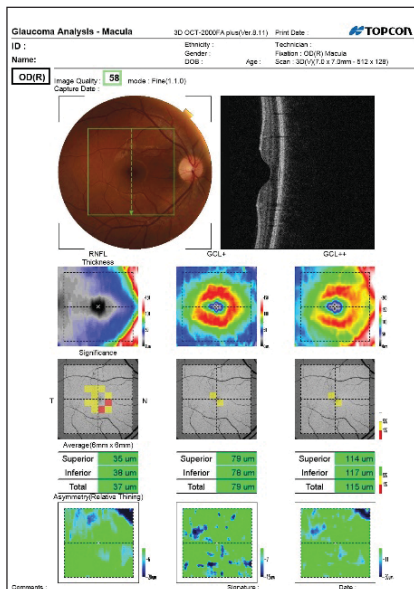 Glaucoma Analysis - Macula 3D OCT-2000FA plus(Ver.8.11) Print Date : TOPCON
ID : Ethnicity : Technician :
Gender : Fixation : OD(R) Macula
Name: DOB : Age : Scan : 3D(V)(7.0 x 7.0mm - 512 x 128)
OD(R) Image Quality : 58 mode : Fine(1.1.0)
Capture Date :
RNFL GCL+ GCL++
Thickness
Significance
T N
Average(6mm x 6mm)
Superior 35 um Superior 79 um Superior 114 um
Inferior 38 um Inferior 78 um Inferior 117 um
Total 37 um Total 79 um Total 115 um
Asymmetry(Relative Thining)
Comments : Signature : Date :